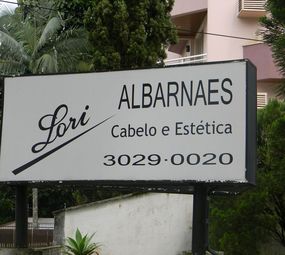 Lori
ALBARNAES
Cabelo e Estética
3029·0020